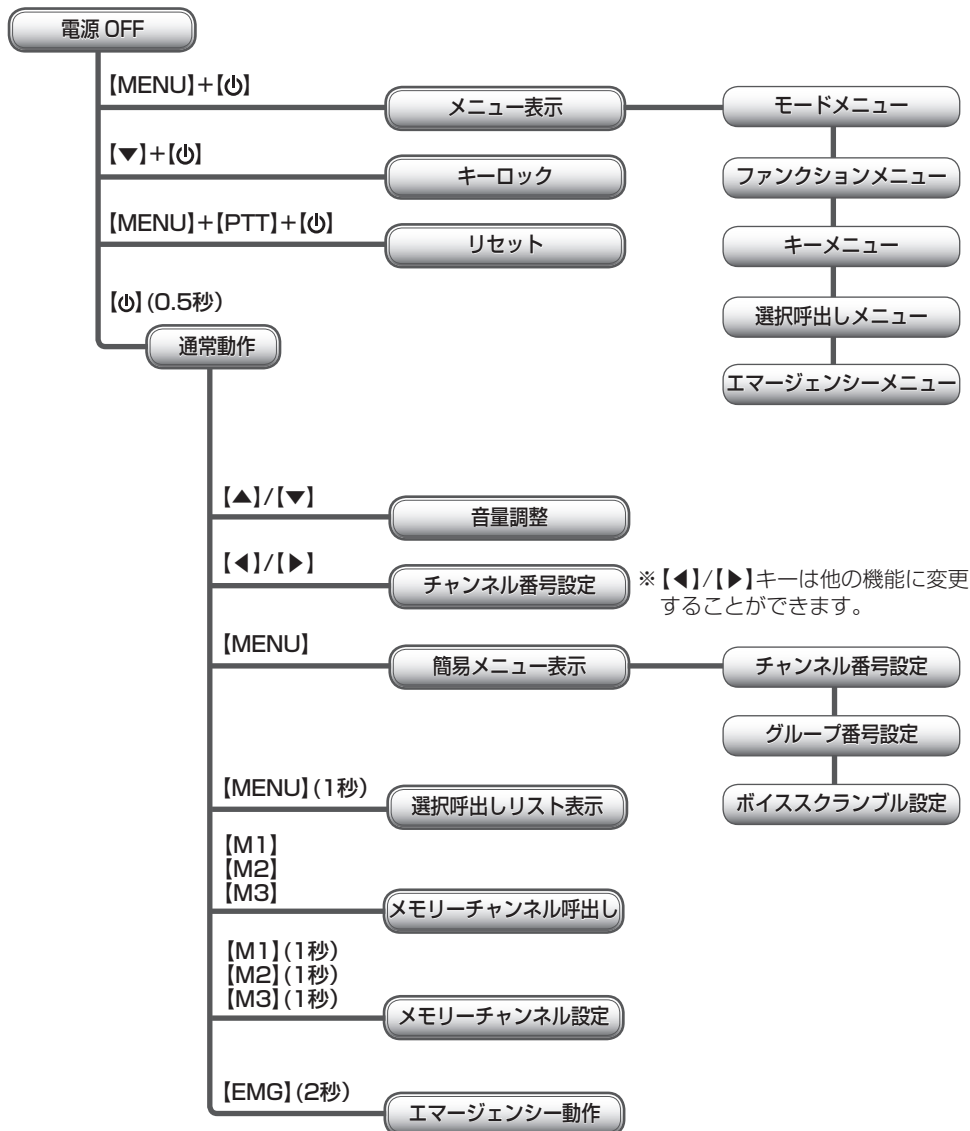 電源 OFF
【MENU】+【⏻】
メニュー表示
モードメニュー
【▼】+【⏻】
キーロック
ファンクションメニュー
【MENU】+【PTT】+【⏻】
リセット
キーメニュー
【⏻】(0.5秒)
選択呼出しメニュー
通常動作
エマージェンシーメニュー
【▲】/【▼】
音量調整
【◀】/【▶】
チャンネル番号設定
※【◀】/【▶】キーは他の機能に変更
することができます。
【MENU】
簡易メニュー表示
チャンネル番号設定
グループ番号設定
ボイススクランブル設定
【MENU】(1秒)
選択呼出しリスト表示
【M1】
【M2】
【M3】
メモリーチャンネル呼出し
【M1】(1秒)
【M2】(1秒)
【M3】(1秒)
メモリーチャンネル設定
【EMG】(2秒)
エマージェンシー動作